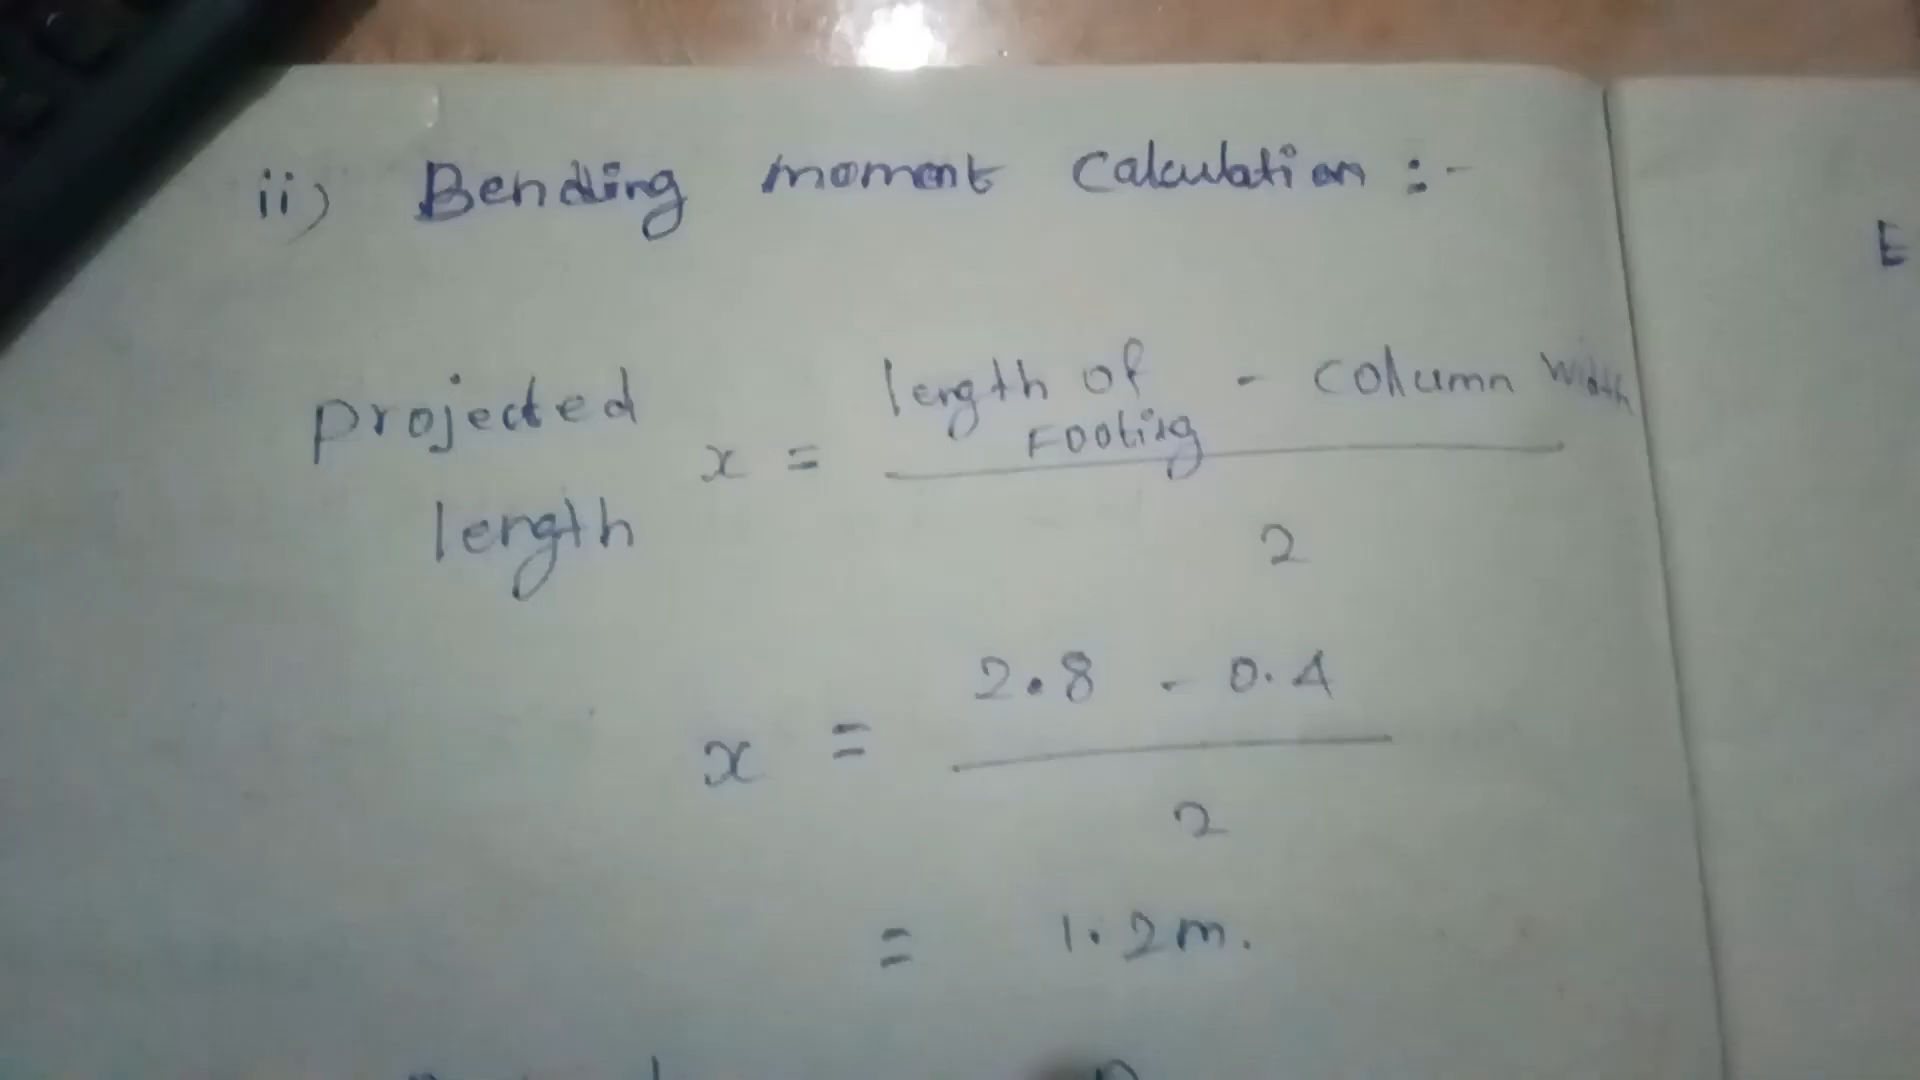 ii) Bending moment Calculation :-
Projected length x = length of Footing - column width
2
x = 2.8 - 0.4
2
= 1.2m.
E